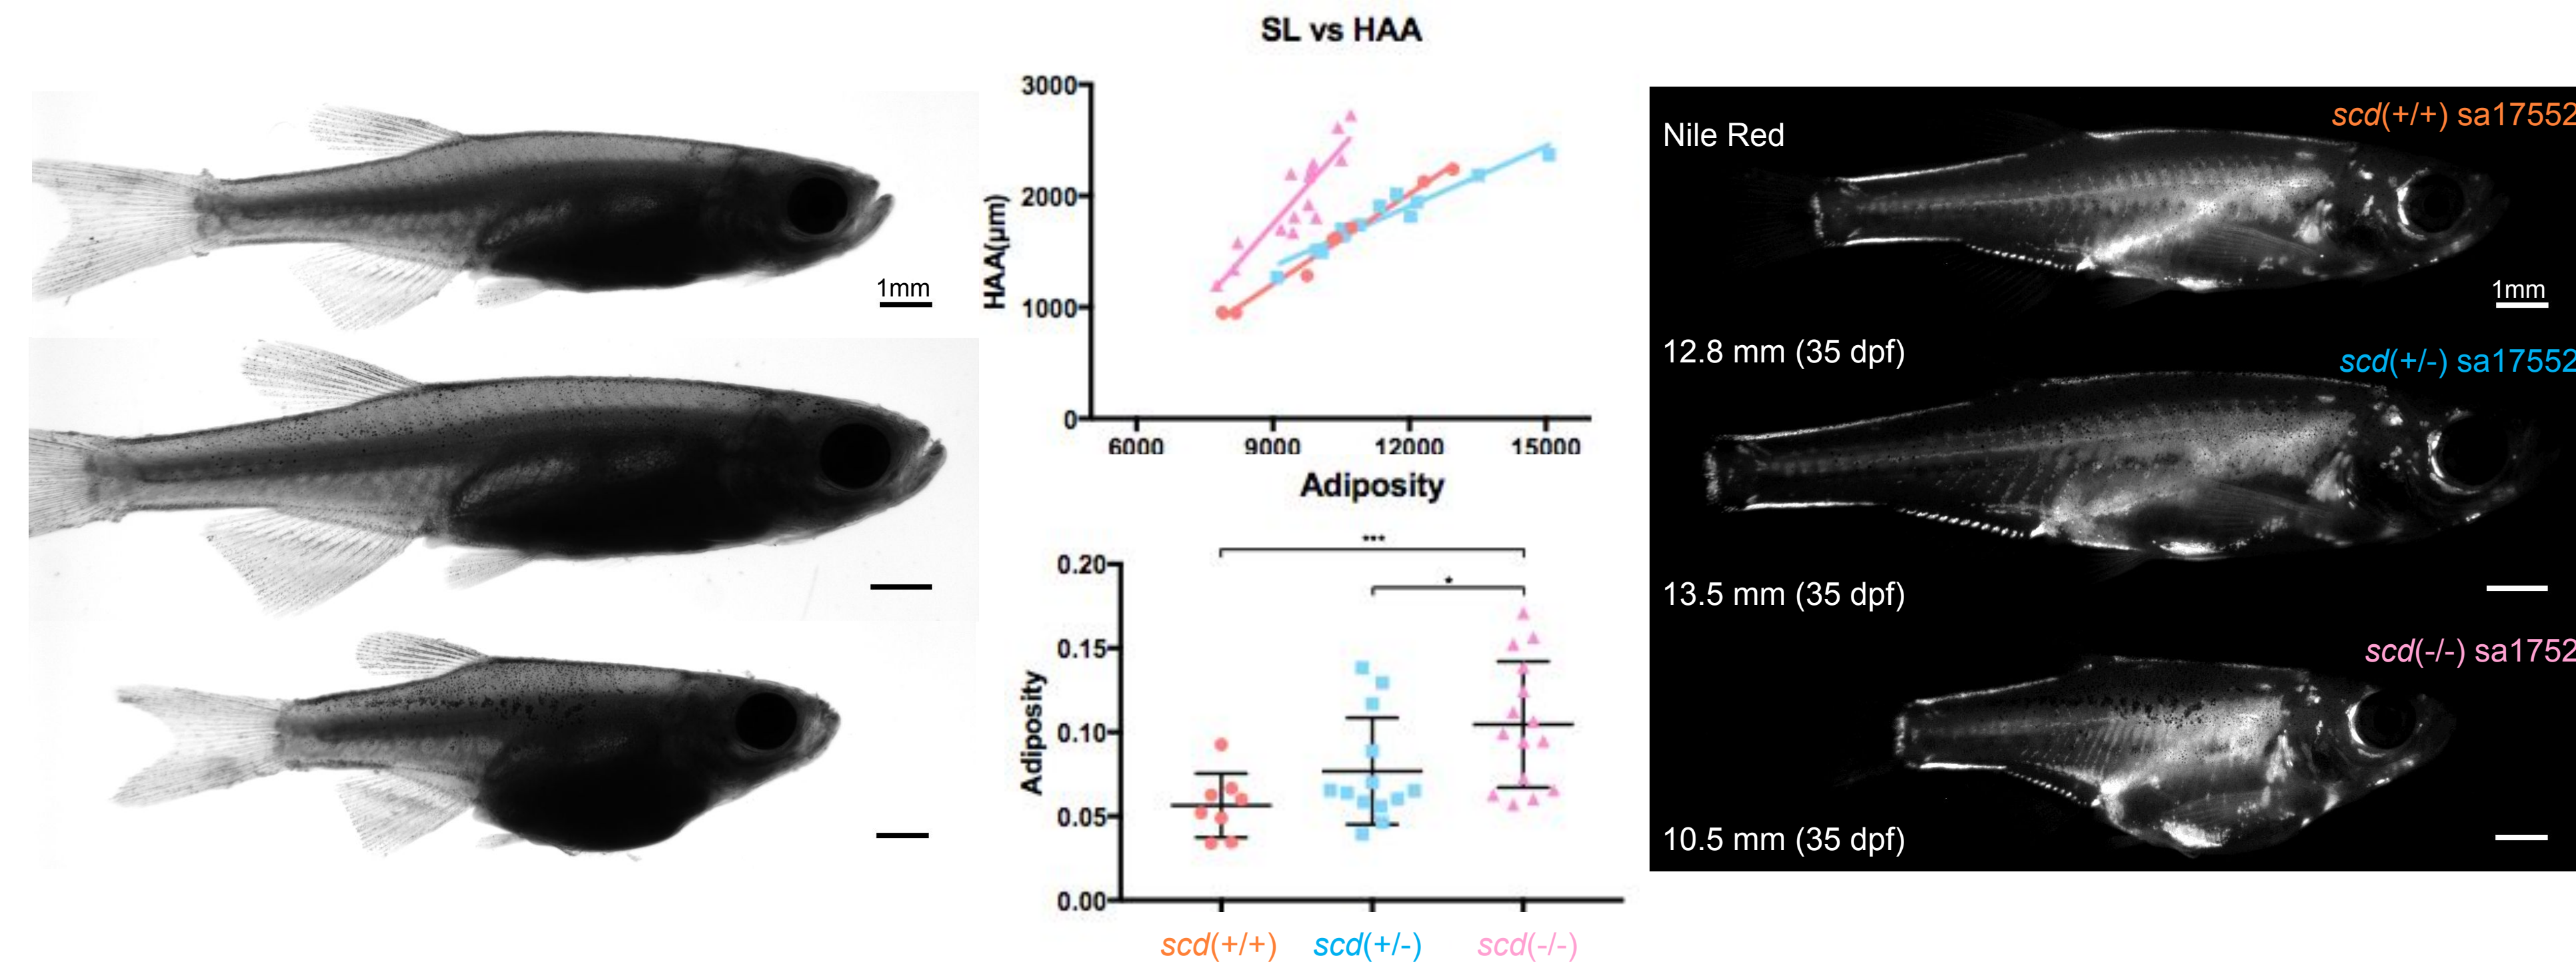 1mm
SL vs HAA
HAA(µm)
3000
2000
1000
0
6000 9000 12000 15000
Adiposity
***
*
Adiposity
0.20
0.15
0.10
0.05
0.00
scd(+/+) scd(+/-) scd(-/-)
Nile Red
scd(+/+) sa17552
1mm
12.8 mm (35 dpf)
scd(+/-) sa17552
13.5 mm (35 dpf)
scd(-/-) sa1752
10.5 mm (35 dpf)